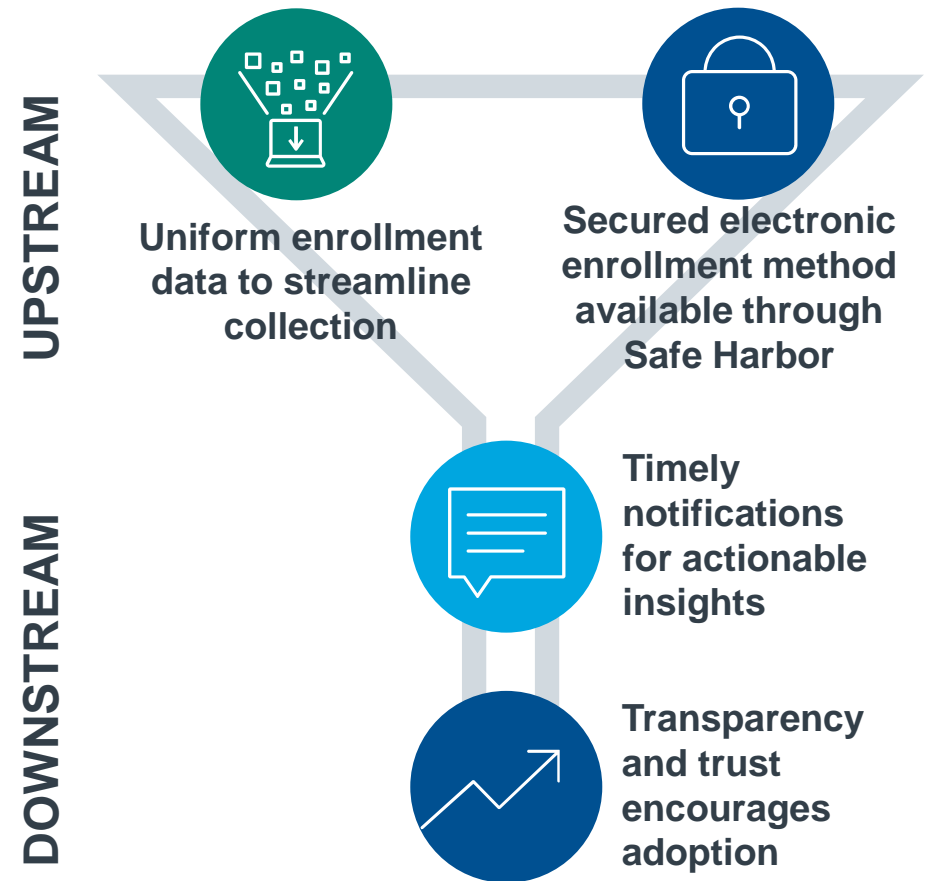 UPSTREAM
Uniform enrollment
data to streamline
collection
Secured electronic
enrollment method
available through
Safe Harbor
DOWNSTREAM
Timely
notifications
for actionable
insights
Transparency
and trust
encourages
adoption